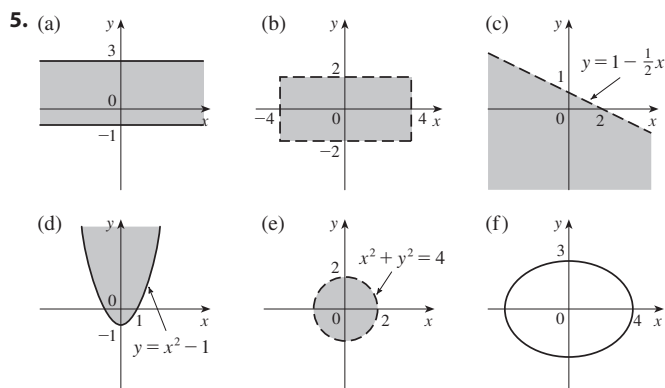 5. (a) (b) (c)
y
3
0
x
−1
y
2
−4
0
4 x
−2
y
y = 1 − ½x
1
0
2
x
(d) (e) (f)
y
0
1
x
−1
y = x² − 1
y
x² + y² = 4
2
0
2
x
y
3
0
4 x